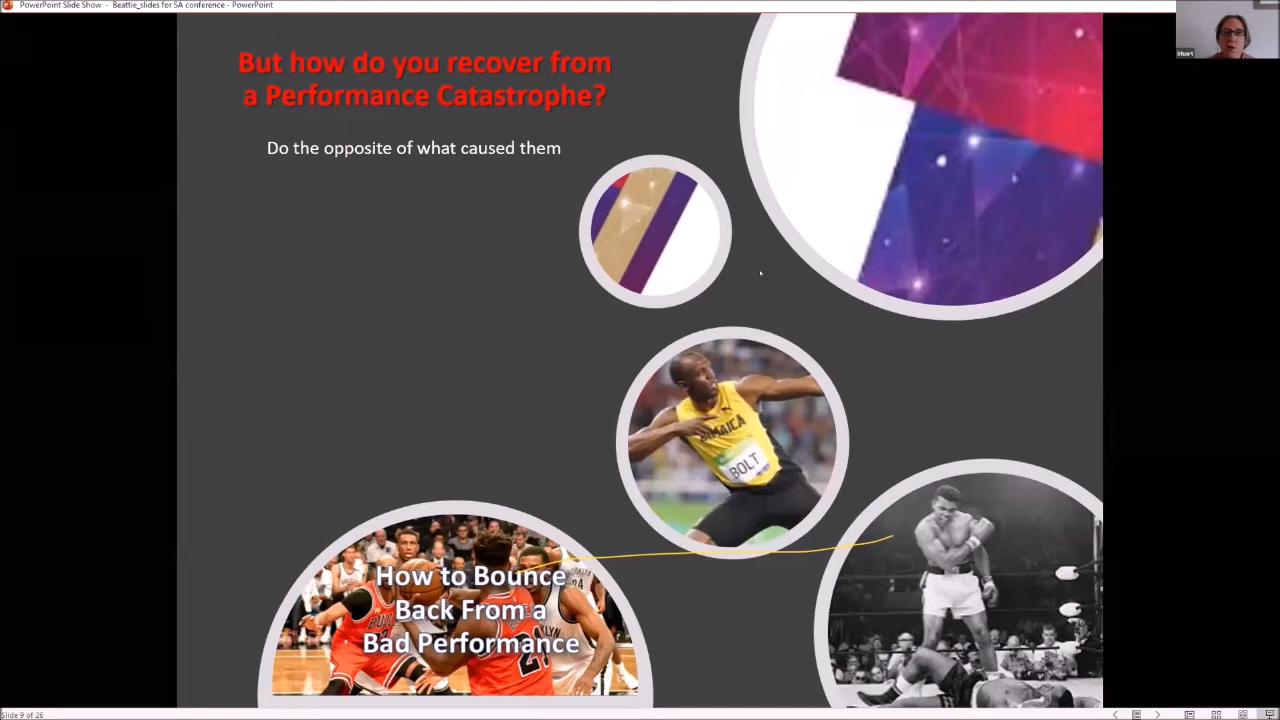 PowerPoint Slide Show - Beattie_slides for SA conference - PowerPoint
Stuart
But how do you recover from
a Performance Catastrophe?
Do the opposite of what caused them
JAMAICA
BOLT
How to Bounce
Back From a
Bad Performance
Slide 9 of 26